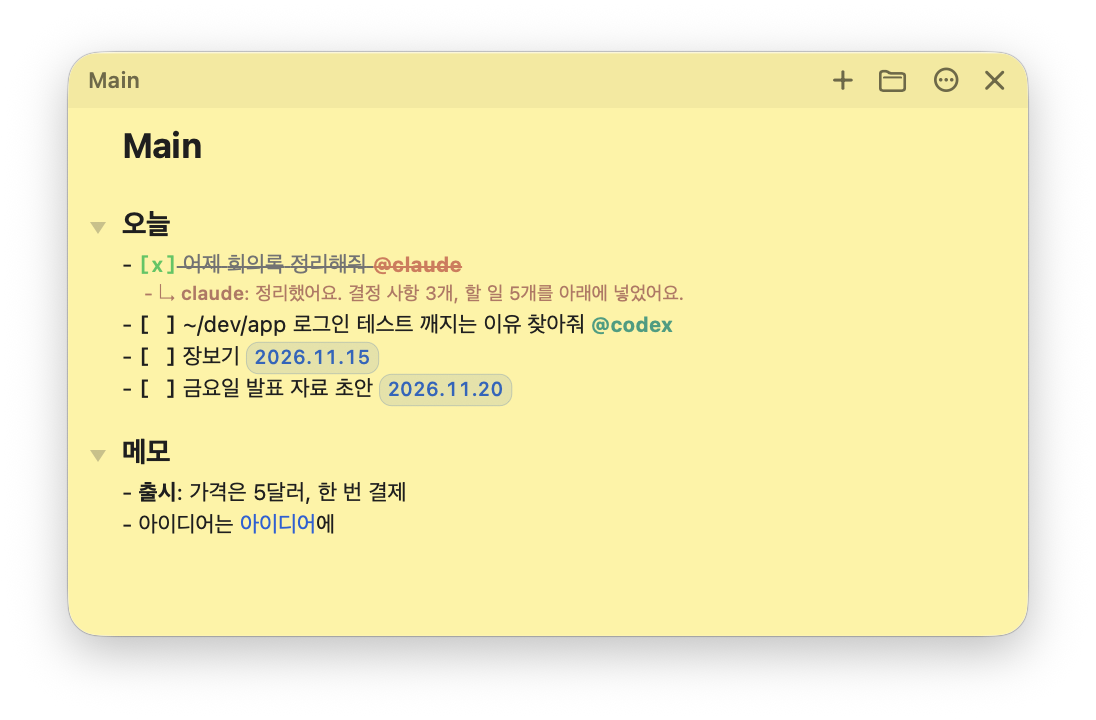 Main
Main
오늘
- [x] 어제 회의록 정리해줘 @claude
- ↳ claude: 정리했어요. 결정 사항 3개, 할 일 5개를 아래에 넣었어요.
- [ ] ~/dev/app 로그인 테스트 깨지는 이유 찾아줘 @codex
- [ ] 장보기 2026.11.15
- [ ] 금요일 발표 자료 초안 2026.11.20
메모
- 출시: 가격은 5달러, 한 번 결제
- 아이디어는 아이디어에